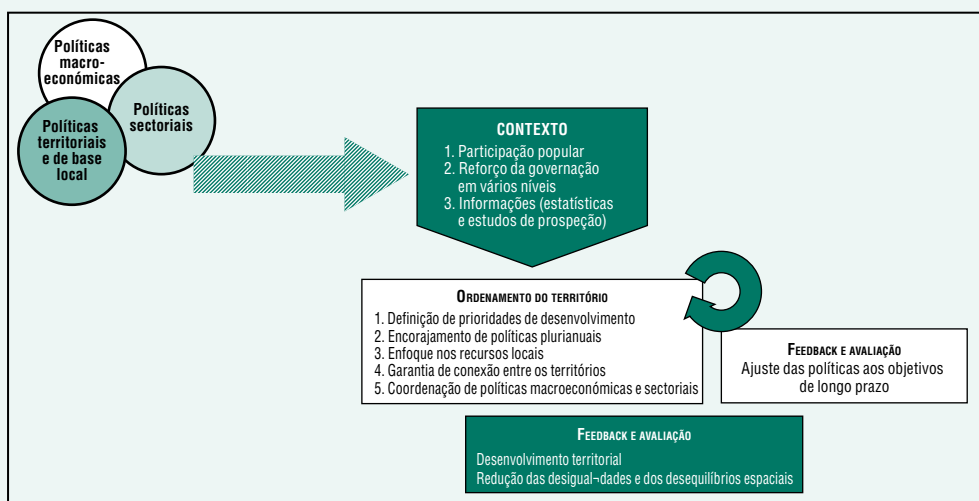 Políticas
macro-
económicas
Políticas
sectoriais
Políticas
territoriais
e de base
local
CONTEXTO
1. Participação popular
2. Reforço da governação
em vários níveis
3. Informações (estatísticas
e estudos de prospeção)
ORDENAMENTO DO TERRITÓRIO
1. Definição de prioridades de desenvolvimento
2. Encorajamento de políticas plurianuais
3. Enfoque nos recursos locais
4. Garantia de conexão entre os territórios
5. Coordenação de políticas macroeconómicas e sectoriais
FEEDBACK E AVALIAÇÃO
Ajuste das políticas aos objetivos
de longo prazo
FEEDBACK E AVALIAÇÃO
Desenvolvimento territorial
Redução das desigual¬dades e dos desequilíbrios espaciais